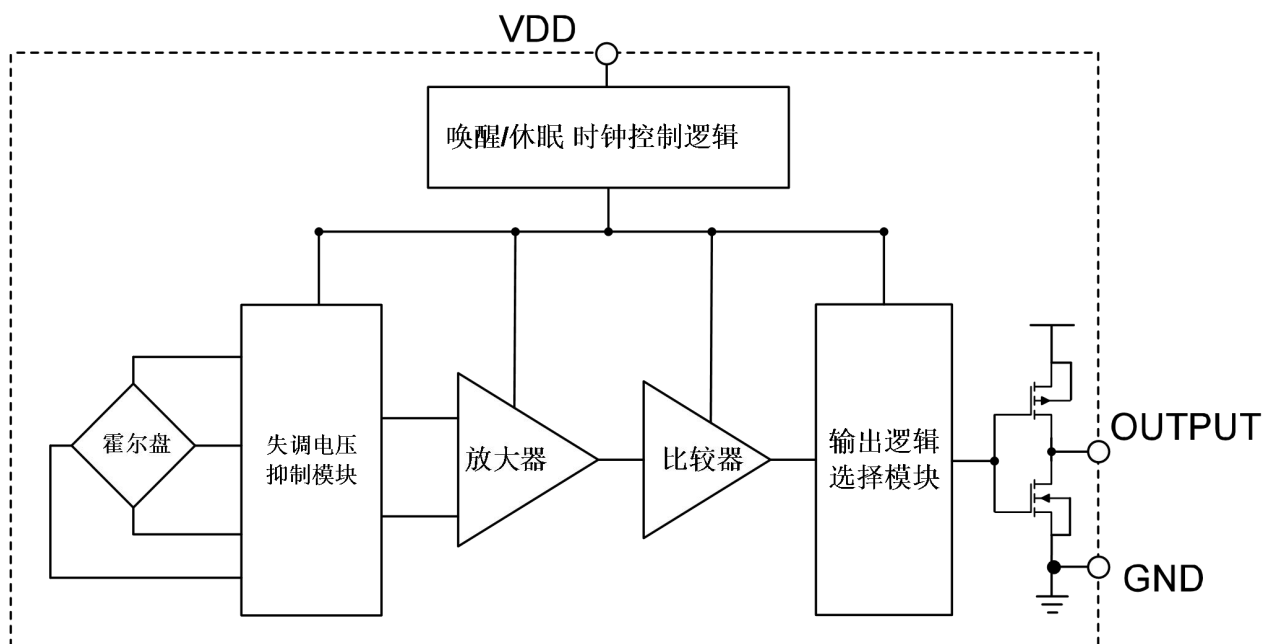 VDD
唤醒/休眠 时钟控制逻辑
霍尔盘
失调电压
抑制模块
放大器
比较器
输出逻辑
选择模块
OUTPUT
GND